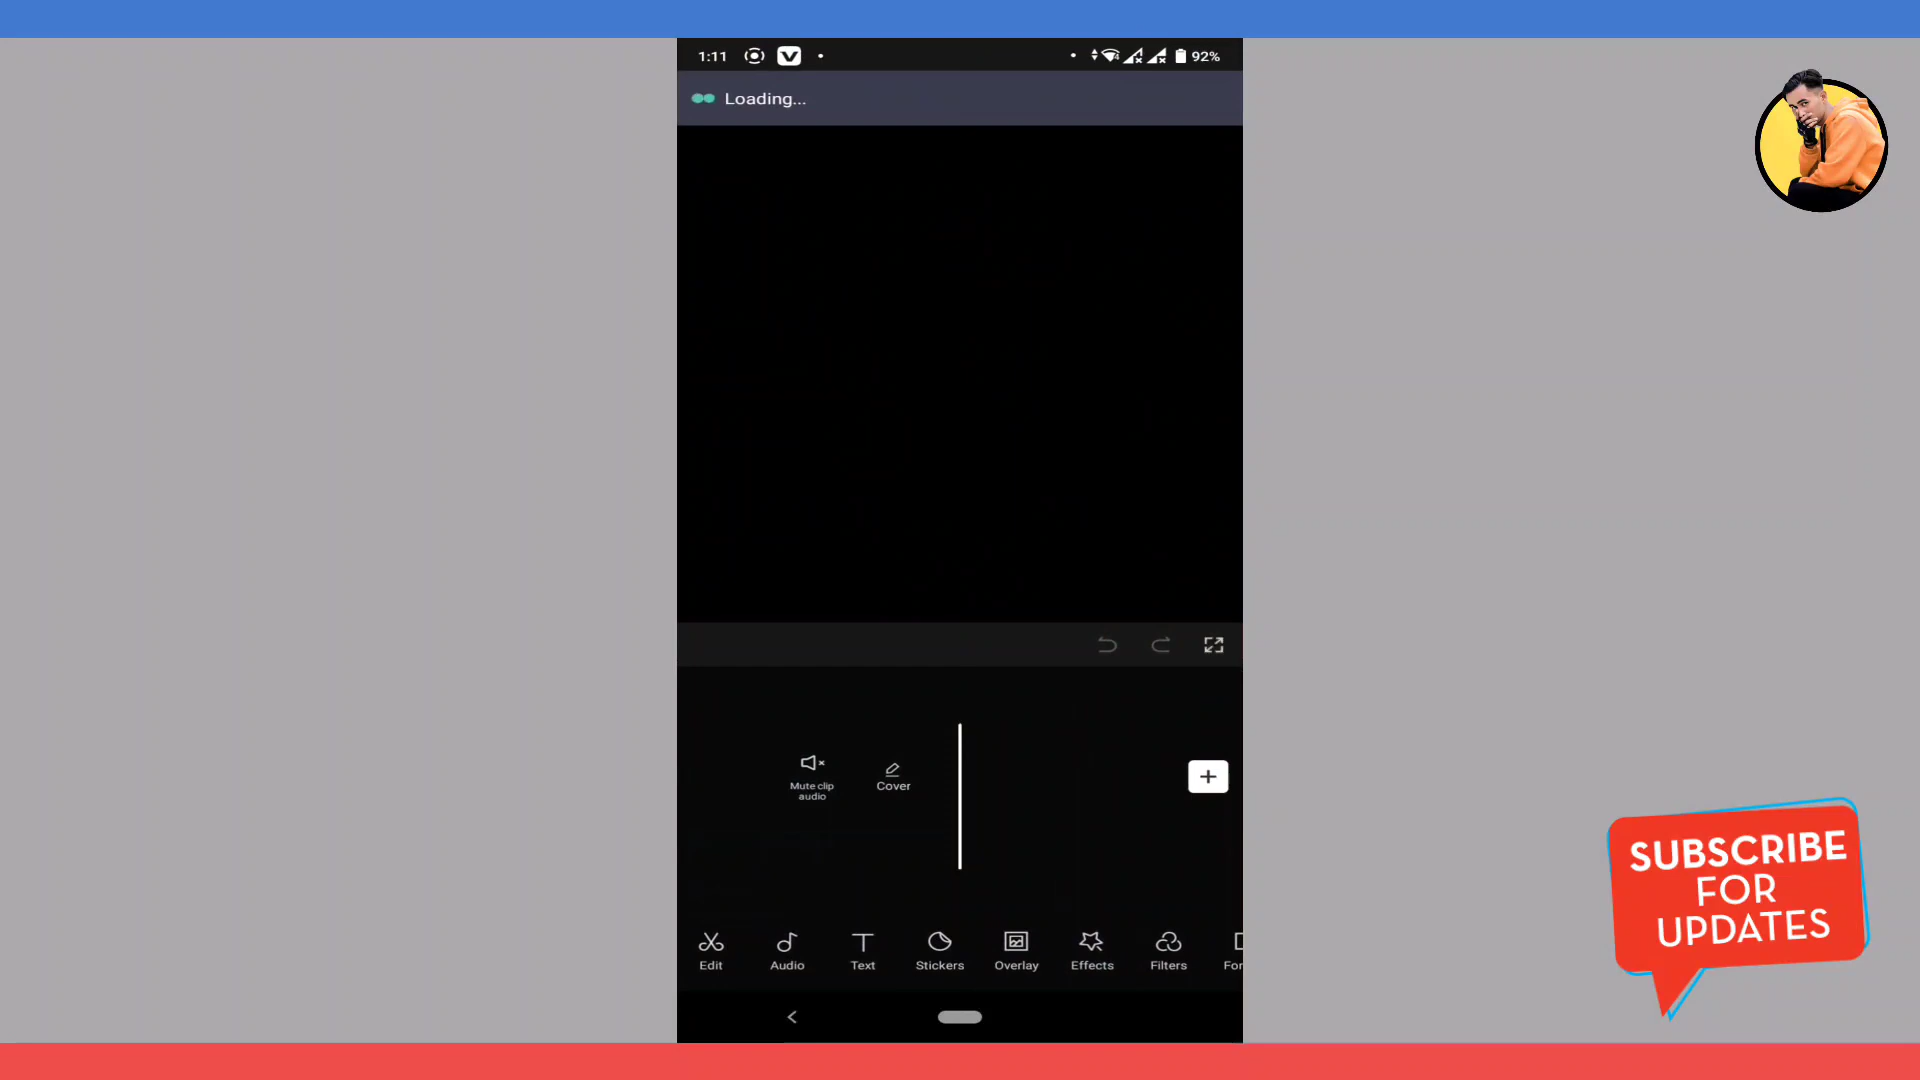 1:11
92%
Loading...
Mute clip
audio
Cover
Edit
Audio
Text
Stickers
Overlay
Effects
Filters
For
SUBSCRIBE
FOR
UPDATES